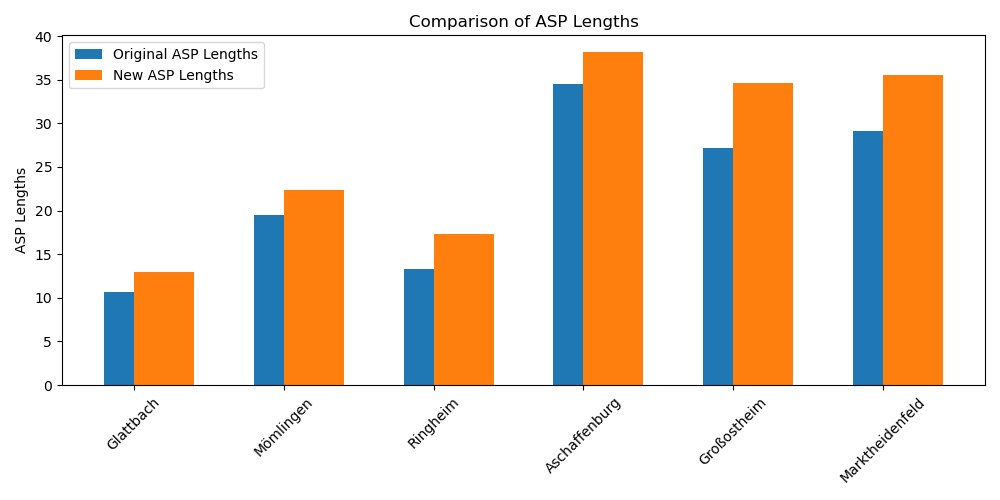 Comparison of ASP Lengths
Original ASP Lengths
New ASP Lengths
ASP Lengths
40
35
30
25
20
15
10
5
0
Glattbach
Mömlingen
Ringheim
Aschaffenburg
Großostheim
Marktheidenfeld